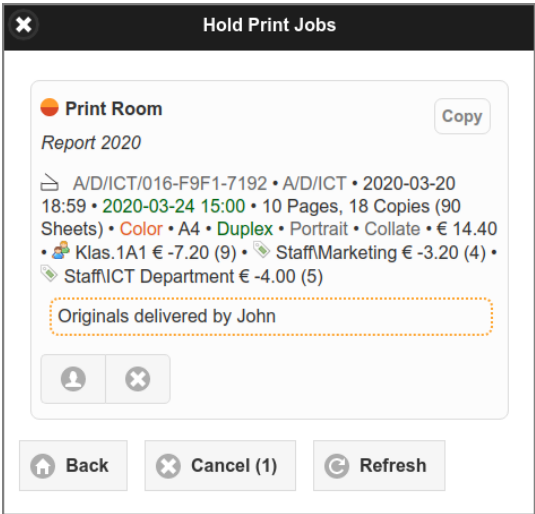 Hold Print Jobs
Print Room
Copy
Report 2020
A/D/ICT/016-F9F1-7192 • A/D/ICT • 2020-03-20
18:59 • 2020-03-24 15:00 • 10 Pages, 18 Copies (90
Sheets) • Color • A4 • Duplex • Portrait • Collate • € 14.40
• Klas.1A1 € -7.20 (9) • Staff\Marketing € -3.20 (4) •
Staff\ICT Department € -4.00 (5)
Originals delivered by John
Back
Cancel (1)
Refresh